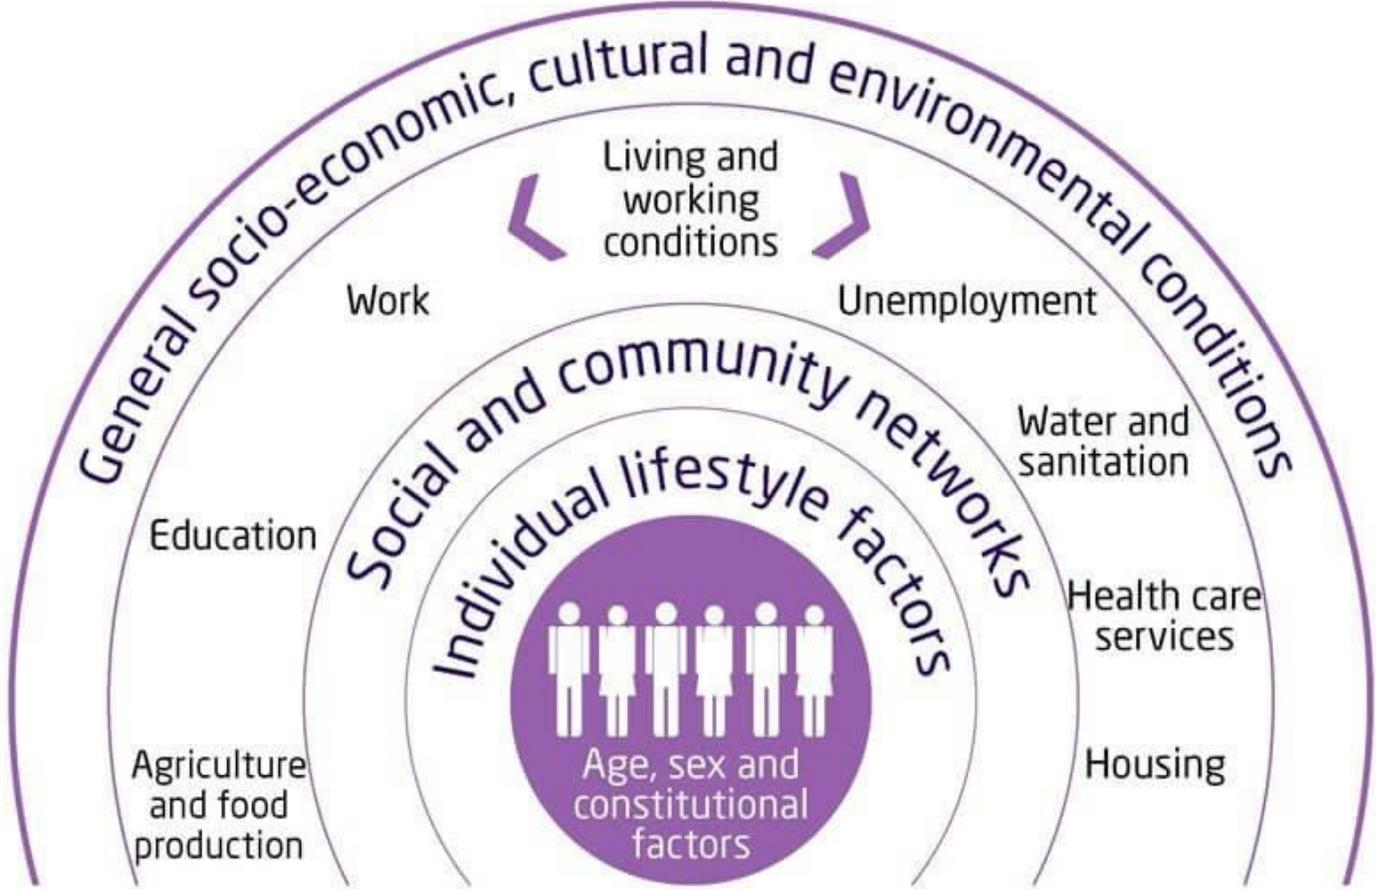 General socio-economic, cultural and environmental conditions
Living and
working
conditions
Work
Unemployment
Social and community networks
Water and
sanitation
Individual lifestyle factors
Education
Health care
services
Agriculture
and food
production
Housing
Age, sex and
constitutional
factors